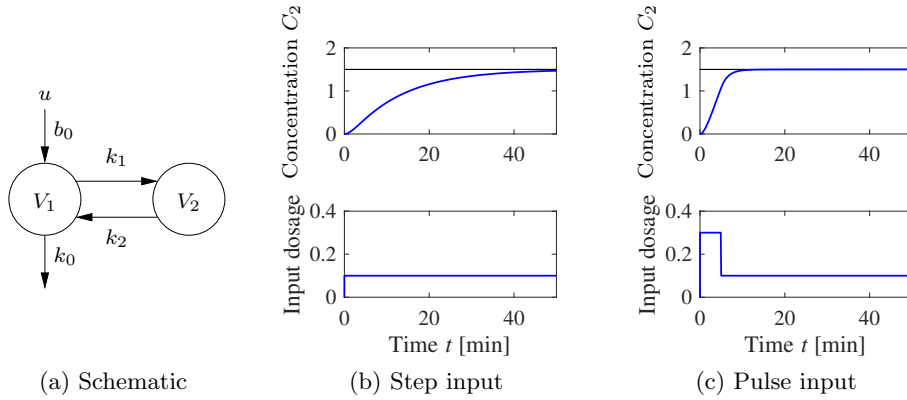 u
b₀
k₁
V₁
V₂
k₂
k₀
(a) Schematic
Concentration C₂
2
1
0
0
20
40
Input dosage
0.4
0.2
0
0
20
40
Time t [min]
(b) Step input
Concentration C₂
2
1
0
0
20
40
Input dosage
0.4
0.2
0
0
20
40
Time t [min]
(c) Pulse input